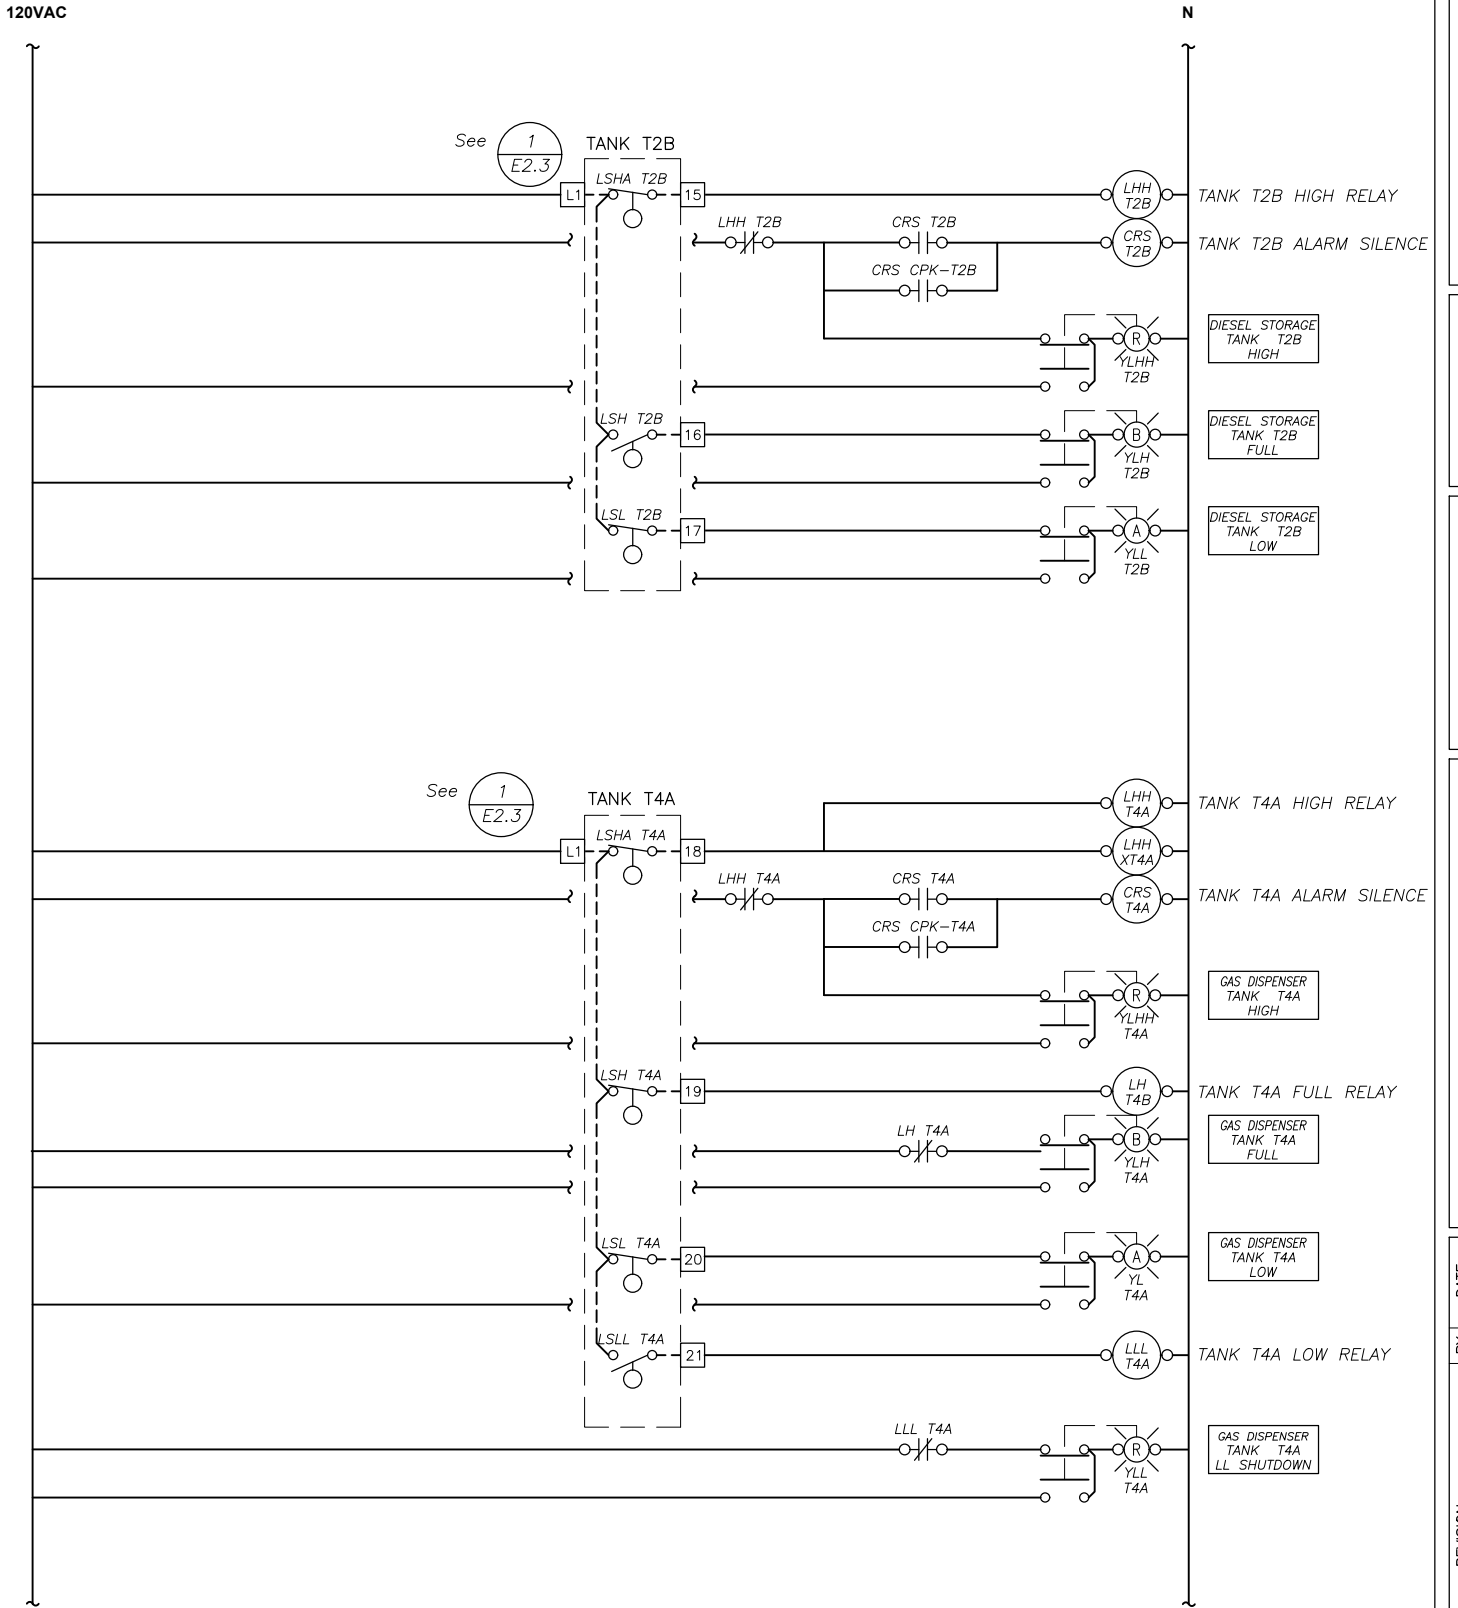 120VAC
N
See
1
E2.3
TANK T2B
L1
LSHA T2B
15
LHH
T2B
TANK T2B HIGH RELAY
LHH T2B
CRS T2B
CRS
T2B
TANK T2B ALARM SILENCE
CRS CPK-T2B
R
YLHH
T2B
DIESEL STORAGE
TANK T2B
HIGH
LSH T2B
16
B
YLH
T2B
DIESEL STORAGE
TANK T2B
FULL
LSL T2B
17
A
YLL
T2B
DIESEL STORAGE
TANK T2B
LOW
See
1
E2.3
TANK T4A
LHH
T4A
TANK T4A HIGH RELAY
L1
LSHA T4A
18
LHH
XT4A
LHH T4A
CRS T4A
CRS
T4A
TANK T4A ALARM SILENCE
CRS CPK-T4A
R
YLHH
T4A
GAS DISPENSER
TANK T4A
HIGH
LSH T4A
19
LH
T4B
TANK T4A FULL RELAY
LH T4A
B
YLH
T4A
GAS DISPENSER
TANK T4A
FULL
LSL T4A
20
A
YL
T4A
GAS DISPENSER
TANK T4A
LOW
LSLL T4A
21
LLL
T4A
TANK T4A LOW RELAY
LLL T4A
R
YLL
T4A
GAS DISPENSER
TANK T4A
LL SHUTDOWN